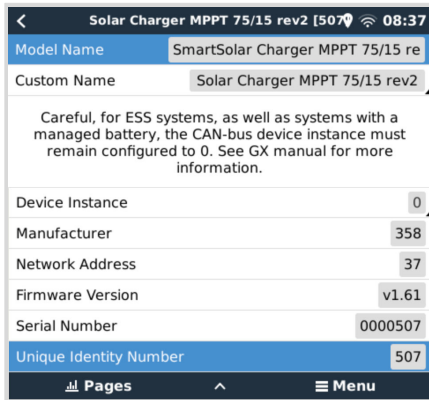 Solar Charger MPPT 75/15 rev2 [507 08:37
Model Name SmartSolar Charger MPPT 75/15 re
Custom Name Solar Charger MPPT 75/15 rev2
Careful, for ESS systems, as well as systems with a
managed battery, the CAN-bus device instance must
remain configured to 0. See GX manual for more
information.
Device Instance 0
Manufacturer 358
Network Address 37
Firmware Version v1.61
Serial Number 0000507
Unique Identity Number 507
Pages Menu